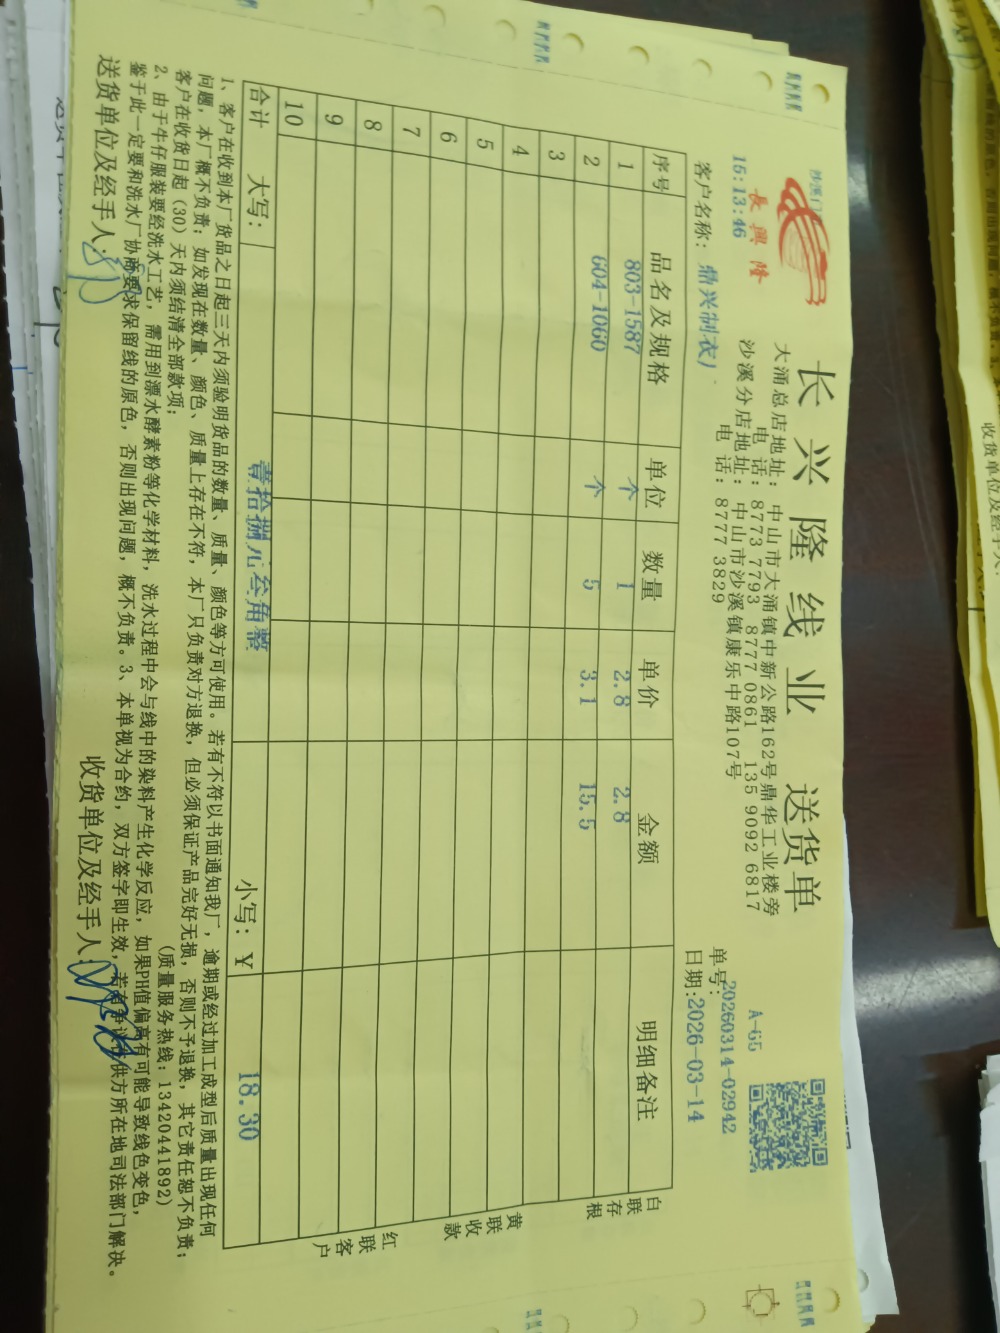 沙溪门
長興隆
15:13:46
长兴隆线业 送货单
大涌总店地址: 中山市大涌镇中新公路162号鼎华工业楼旁
电 话: 8773 7793 8777 0861 135 9092 6817
沙溪分店地址: 中山市沙溪镇康乐中路107号
电 话: 8777 3829
A-65
单号: 20260314-02942
客户名称: 鼎兴制衣厂
日期: 2026-03-14
序号 品名及规格 单位 数量 单价 金额 明细备注
1 803-1587 个 1 2.8 2.8
2 604-1060 个 5 3.1 15.5
3
4
5
6
7
8
9
10
合计 大写: 壹拾捌元叁角整 小写: ¥ 18.30
白联存根
黄联收款
红联客户
1、客户在收到本厂货品之日起三天内须验明货品的数量、质量、颜色等方可使用。若有不符以书面通知我厂,逾期或经过加工成型后质量出现任何
问题,本厂概不负责;如发现在数量、颜色、质量上存在不符,本厂只负责对方退换,但必须保证产品完好无损,否则不予退换,其它责任恕不负责;
客户在收货日起(30)天内须结清全部款项; (质量服务热线: 13420441892)
2、由于牛仔服装要经洗水工艺,需用到漂水酵素粉等化学材料,洗水过程中会与线中的染料产生化学反应,如果PH值偏高有可能导致线色变色,
鉴于此一定要和洗水厂协商要求保留线的原色,否则出现问题,概不负责。3、本单视为合约,双方签字即生效,若有争议由供方所在地司法部门解决。
送货单位及经手人:
收货单位及经手人:
收货单位及经手人: